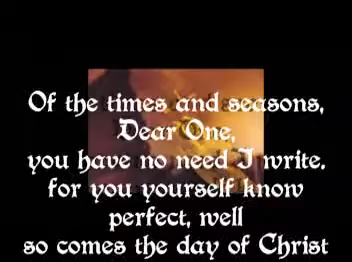 Of the times and seasons,
Dear One,
you have no need I write.
for you yourself know
perfect, well
so comes the day of Christ